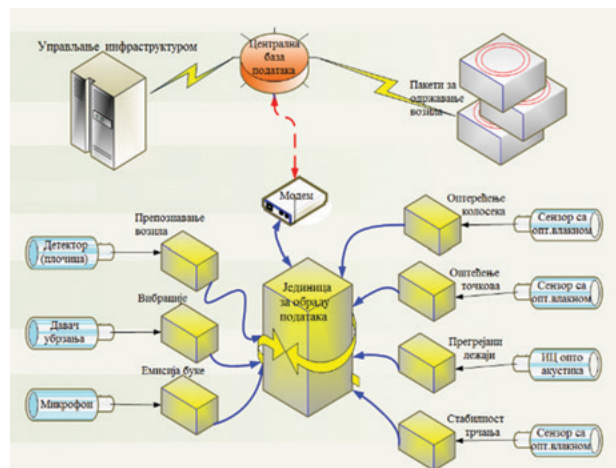 Управљање инфраструктуром
Централна
база
података
Пакети за
одржавање
возила
Модем
Препознавање
возила
Детектор
(плочица)
Вибрације
Давач
убрзања
Емисија буке
Микрофон
Јединица
за обраду
података
Оптерећење
колосека
Сензор са
опт.влакном
Оштећење
точкова
Сензор са
опт.влакном
Прегрејани
лежаји
ИЦ опто
акустика
Стабилност
трчања
Сензор са
опт.влакном